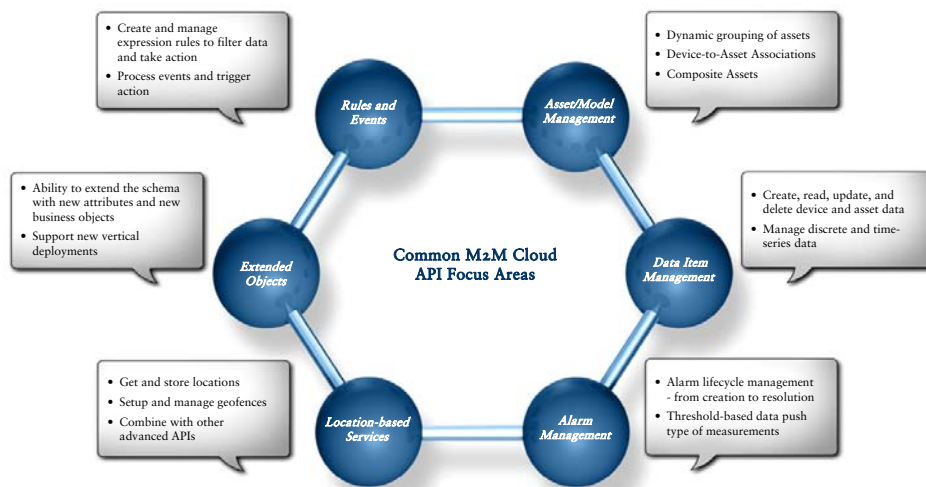 • Create and manage
expression rules to filter data
and take action
• Process events and trigger
action
• Dynamic grouping of assets
• Device-to-Asset Associations
• Composite Assets
Rules and
Events
Asset/Model
Management
• Ability to extend the schema
with new attributes and new
business objects
• Support new vertical
deployments
• Create, read, update, and
delete device and asset data
• Manage discrete and time-
series data
Extended
Objects
Common M2M Cloud
API Focus Areas
Data Item
Management
• Get and store locations
• Setup and manage geofences
• Combine with other
advanced APIs
• Alarm lifecycle management
- from creation to resolution
• Threshold-based data push
type of measurements
Location-based
Services
Alarm
Management